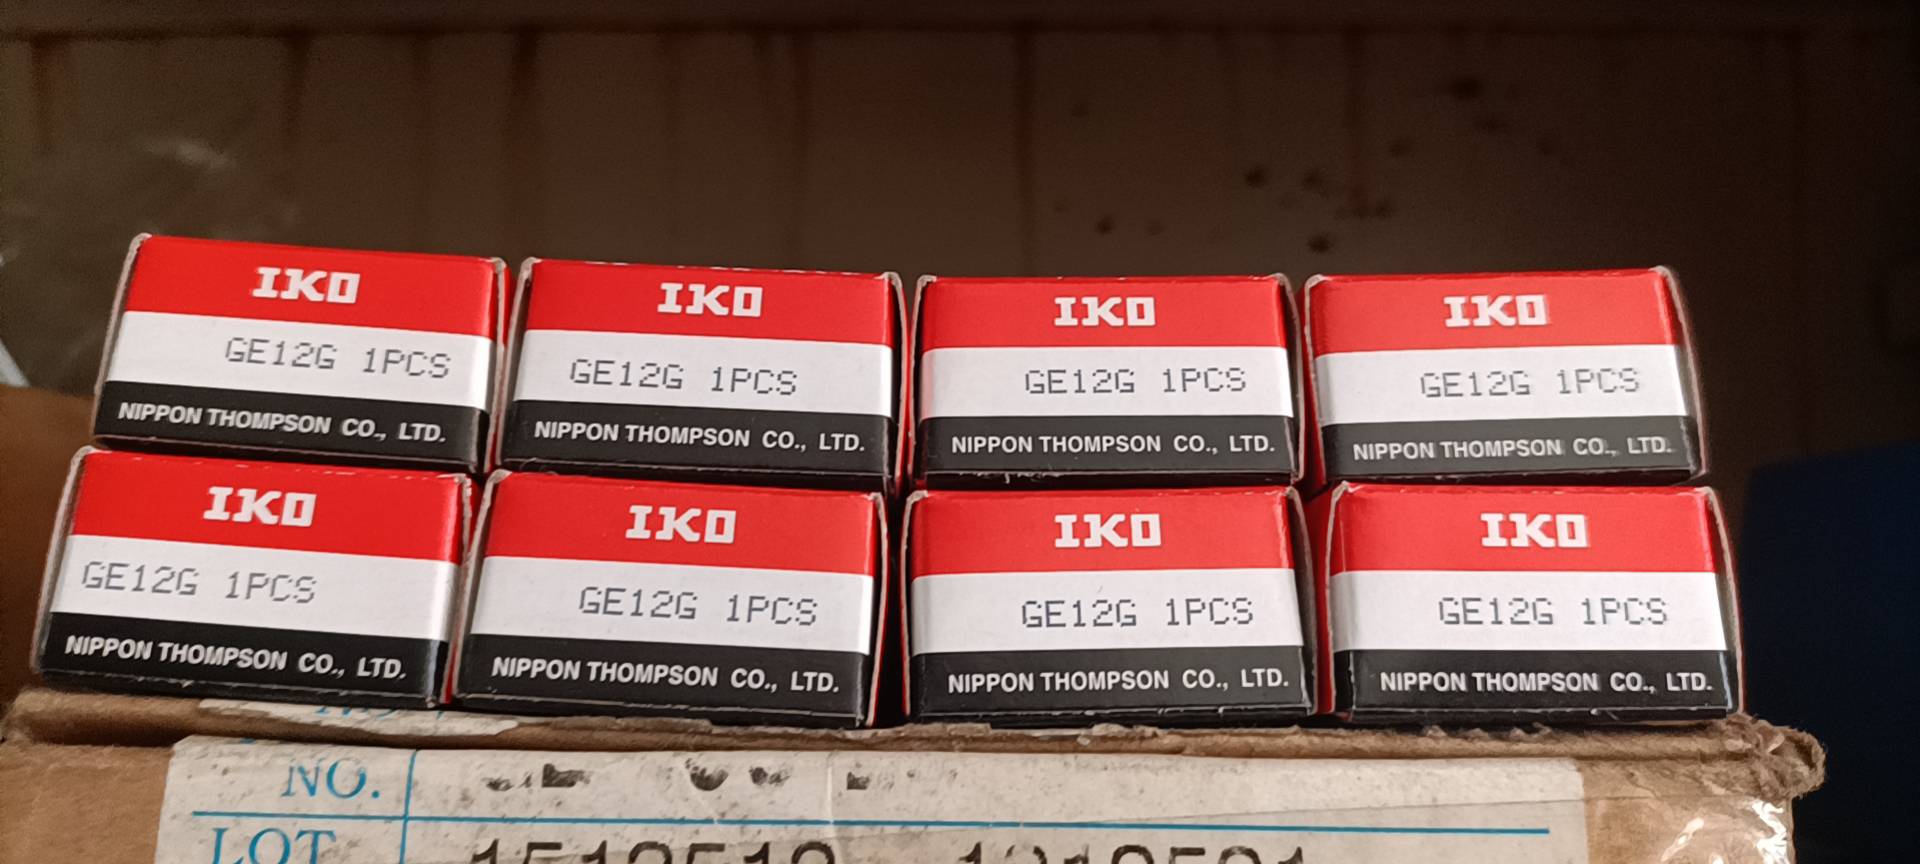 IKO
GE12G 1PCS
NIPPON THOMPSON CO., LTD.
IKO
GE12G 1PCS
NIPPON THOMPSON CO., LTD.
IKO
GE12G 1PCS
NIPPON THOMPSON CO., LTD.
IKO
GE12G 1PCS
NIPPON THOMPSON CO., LTD.
IKO
GE12G 1PCS
NIPPON THOMPSON CO., LTD.
IKO
GE12G 1PCS
NIPPON THOMPSON CO., LTD.
IKO
GE12G 1PCS
NIPPON THOMPSON CO., LTD.
IKO
GE12G 1PCS
NIPPON THOMPSON CO., LTD.
NO.
LOT